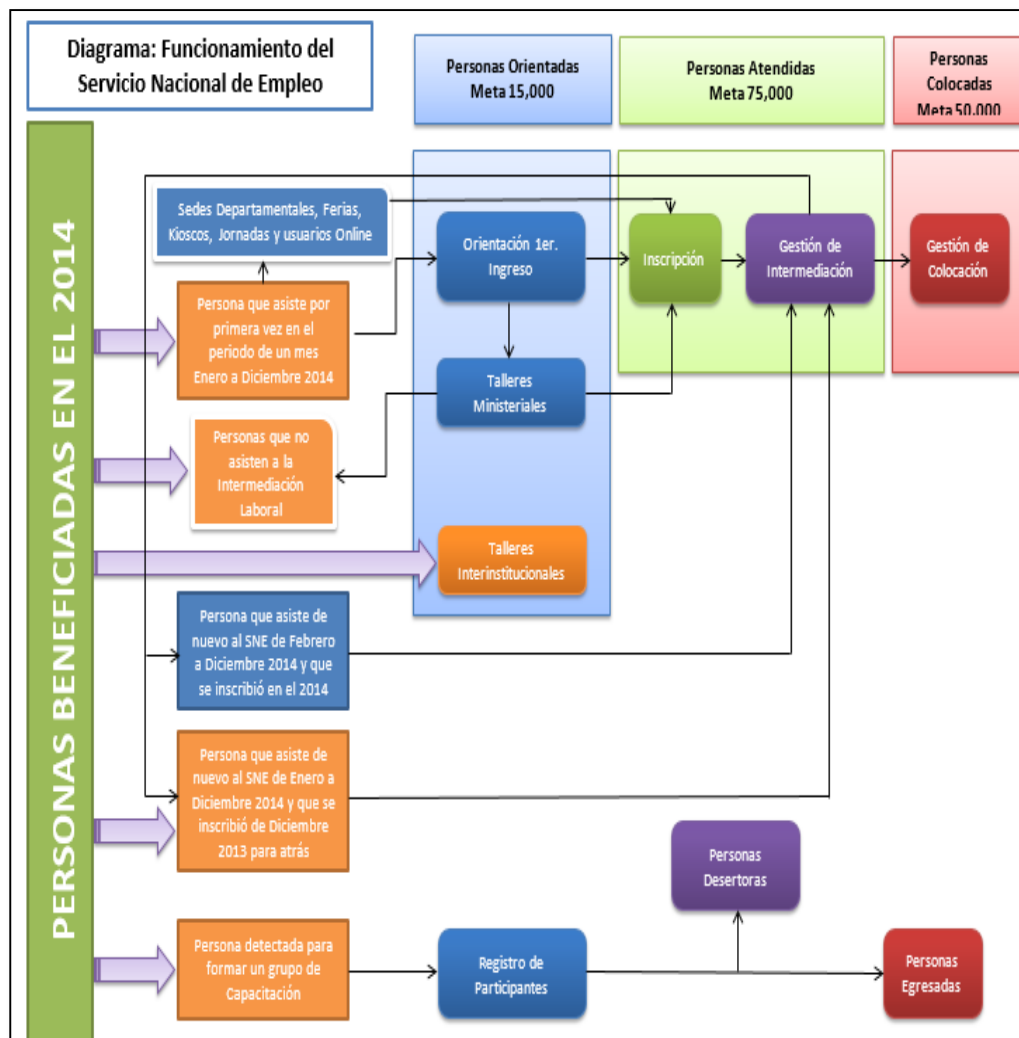 Diagrama: Funcionamiento del
Servicio Nacional de Empleo
Personas Orientadas
Meta 15,000
Personas Atendidas
Meta 75,000
Personas
Colocadas
Meta 50.000
PERSONAS BENEFICIADAS EN EL 2014
Sedes Departamentales, Ferias,
Kioscos, Jornadas y usuarios Online
Orientación 1er.
Ingreso
Inscripción
Gestión de
Intermediación
Gestión de
Colocación
Persona que asiste por
primera vez en el
periodo de un mes
Enero a Diciembre 2014
Talleres
Ministeriales
Personas que no
asisten a la
Intermediación
Laboral
Talleres
Interinstitucionales
Persona que asiste de
nuevo al SNE de Febrero
a Diciembre 2014 y que
se inscribió en el 2014
Persona que asiste de
nuevo al SNE de Enero a
Diciembre 2014 y que se
inscribió de Diciembre
2013 para atrás
Personas
Desertoras
Persona detectada para
formar un grupo de
Capacitación
Registro de
Participantes
Personas
Egresadas